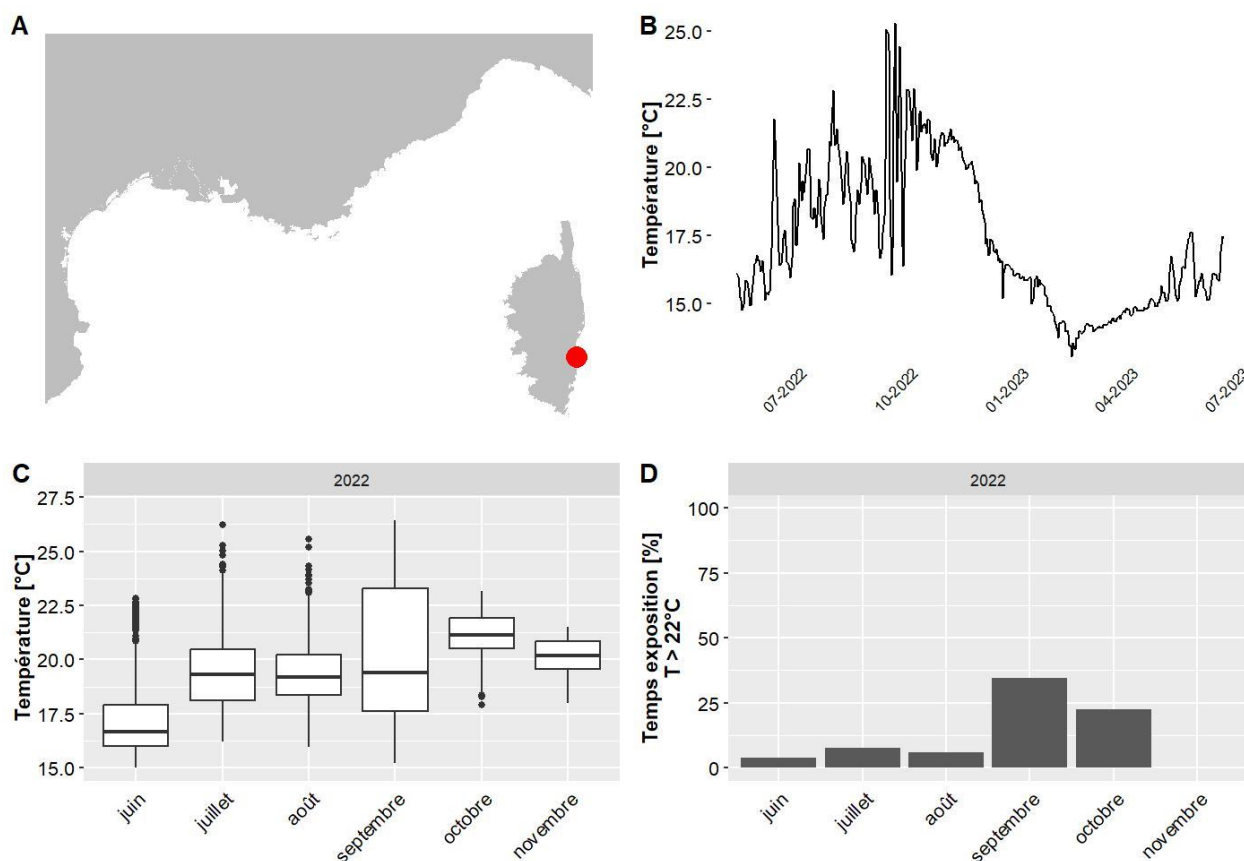 A
B
Température [°C]
25.0
22.5
20.0
17.5
15.0
07-2022
10-2022
01-2023
04-2023
07-2023
C
2022
Température [°C]
27.5
25.0
22.5
20.0
17.5
15.0
juin
juillet
août
septembre
octobre
novembre
D
2022
Temps exposition [%]
T > 22°C
100
75
50
25
0
juin
juillet
août
septembre
octobre
novembre